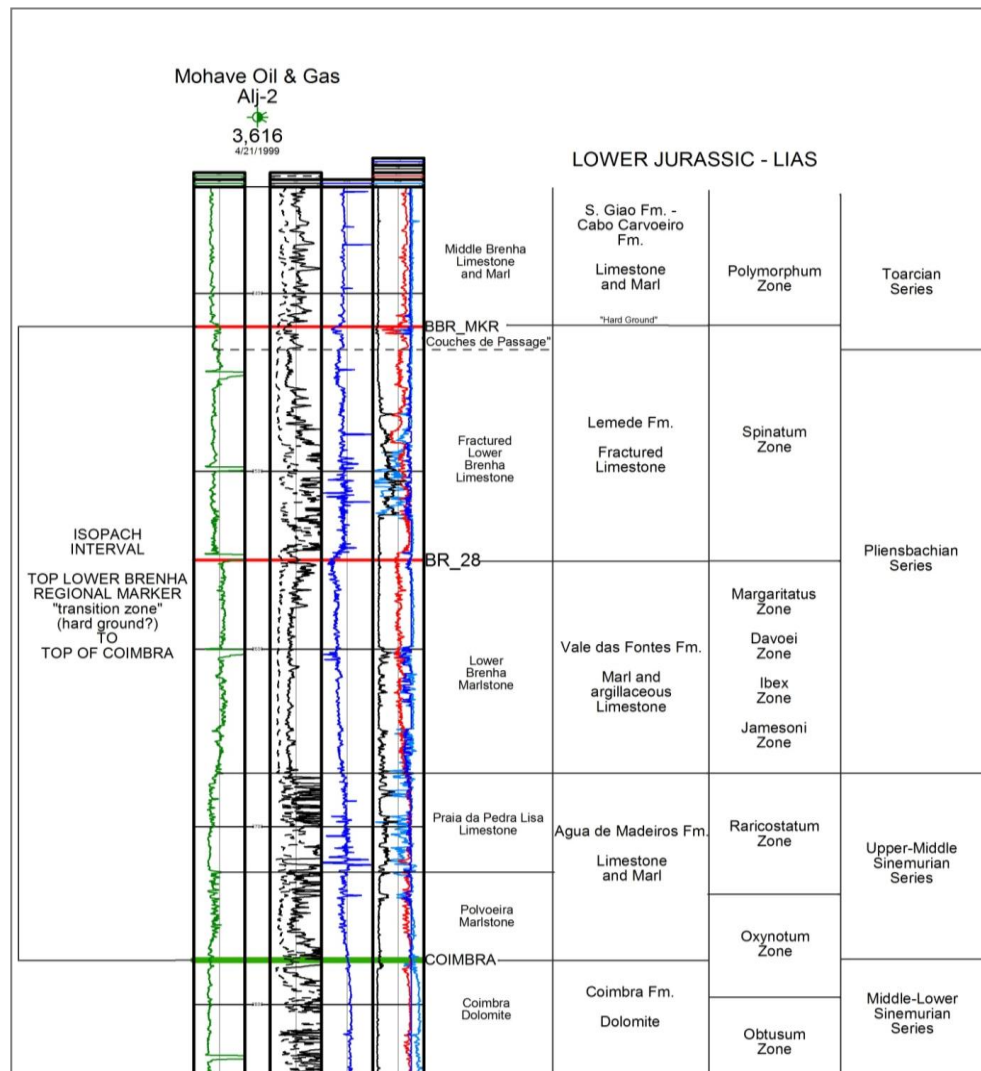 Mohave Oil & Gas
Alj-2
3,616
4/21/1999
LOWER JURASSIC - LIAS
Middle Brenha
Limestone
and Marl
S. Giao Fm. -
Cabo Carvoeiro
Fm.
Limestone
and Marl
Polymorphum
Zone
Toarcian
Series
"Hard Ground"
BBR_MKR
"Couches de Passage"
Fractured
Lower
Brenha
Limestone
Lemede Fm.
Fractured
Limestone
Spinatum
Zone
Pliensbachian
Series
ISOPACH
INTERVAL
TOP LOWER BRENHA
REGIONAL MARKER
"transition zone"
(hard ground?)
TO
TOP OF COIMBRA
BR_28
Lower
Brenha
Marlstone
Vale das Fontes Fm.
Marl and
argillaceous
Limestone
Margaritatus
Zone
Davoei
Zone
Ibex
Zone
Jamesoni
Zone
Praia da Pedra Lisa
Limestone
Agua de Madeiros Fm.
Limestone
and Marl
Raricostatum
Zone
Upper-Middle
Sinemurian
Series
Polvoeira
Marlstone
Oxynotum
Zone
COIMBRA
Coimbra
Dolomite
Coimbra Fm.
Dolomite
Obtusum
Zone
Middle-Lower
Sinemurian
Series